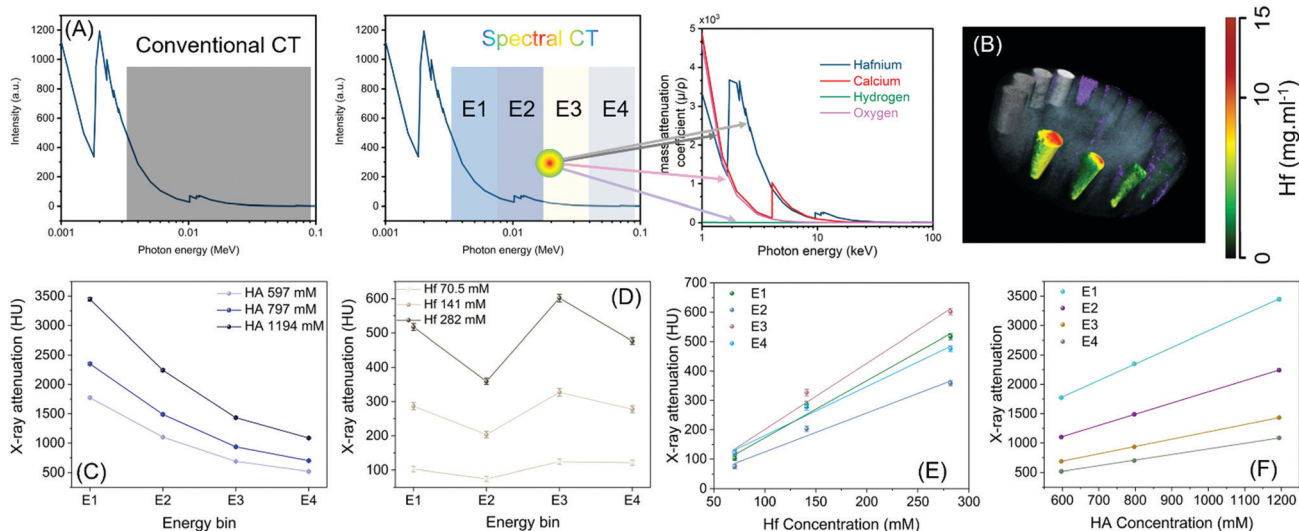 (A)
Conventional CT
Intensity (a.u.)
1200
1000
800
600
400
200
0
0.001
0.01
0.1
Photon energy (MeV)
Spectral CT
E1
E2
E3
E4
Intensity (a.u.)
1200
1000
800
600
400
200
0
0.001
0.01
0.1
Photon energy (MeV)
×10³
mass attenuation
coefficient (μ/ρ)
5
4
3
2
1
0
Hafnium
Calcium
Hydrogen
Oxygen
1
10
100
Photon energy (keV)
(B)
15
0
Hf (mg.ml⁻¹)
X-ray attenuation (HU)
3500
3000
2500
2000
1500
1000
500
HA 597 mM
HA 797 mM
HA 1194 mM
(C)
E1
E2
E3
E4
Energy bin
X-ray attenuation (HU)
600
500
400
300
200
100
Hf 70.5 mM
Hf 141 mM
Hf 282 mM
(D)
E1
E2
E3
E4
Energy bin
X-ray attenuation (HU)
700
600
500
400
300
200
100
0
E1
E2
E3
E4
(E)
50
100
150
200
250
300
Hf Concentration (mM)
X-ray attenuation
3500
3000
2500
2000
1500
1000
500
E1
E2
E3
E4
(F)
600
700
800
900
1000
1100
1200
HA Concentration (mM)